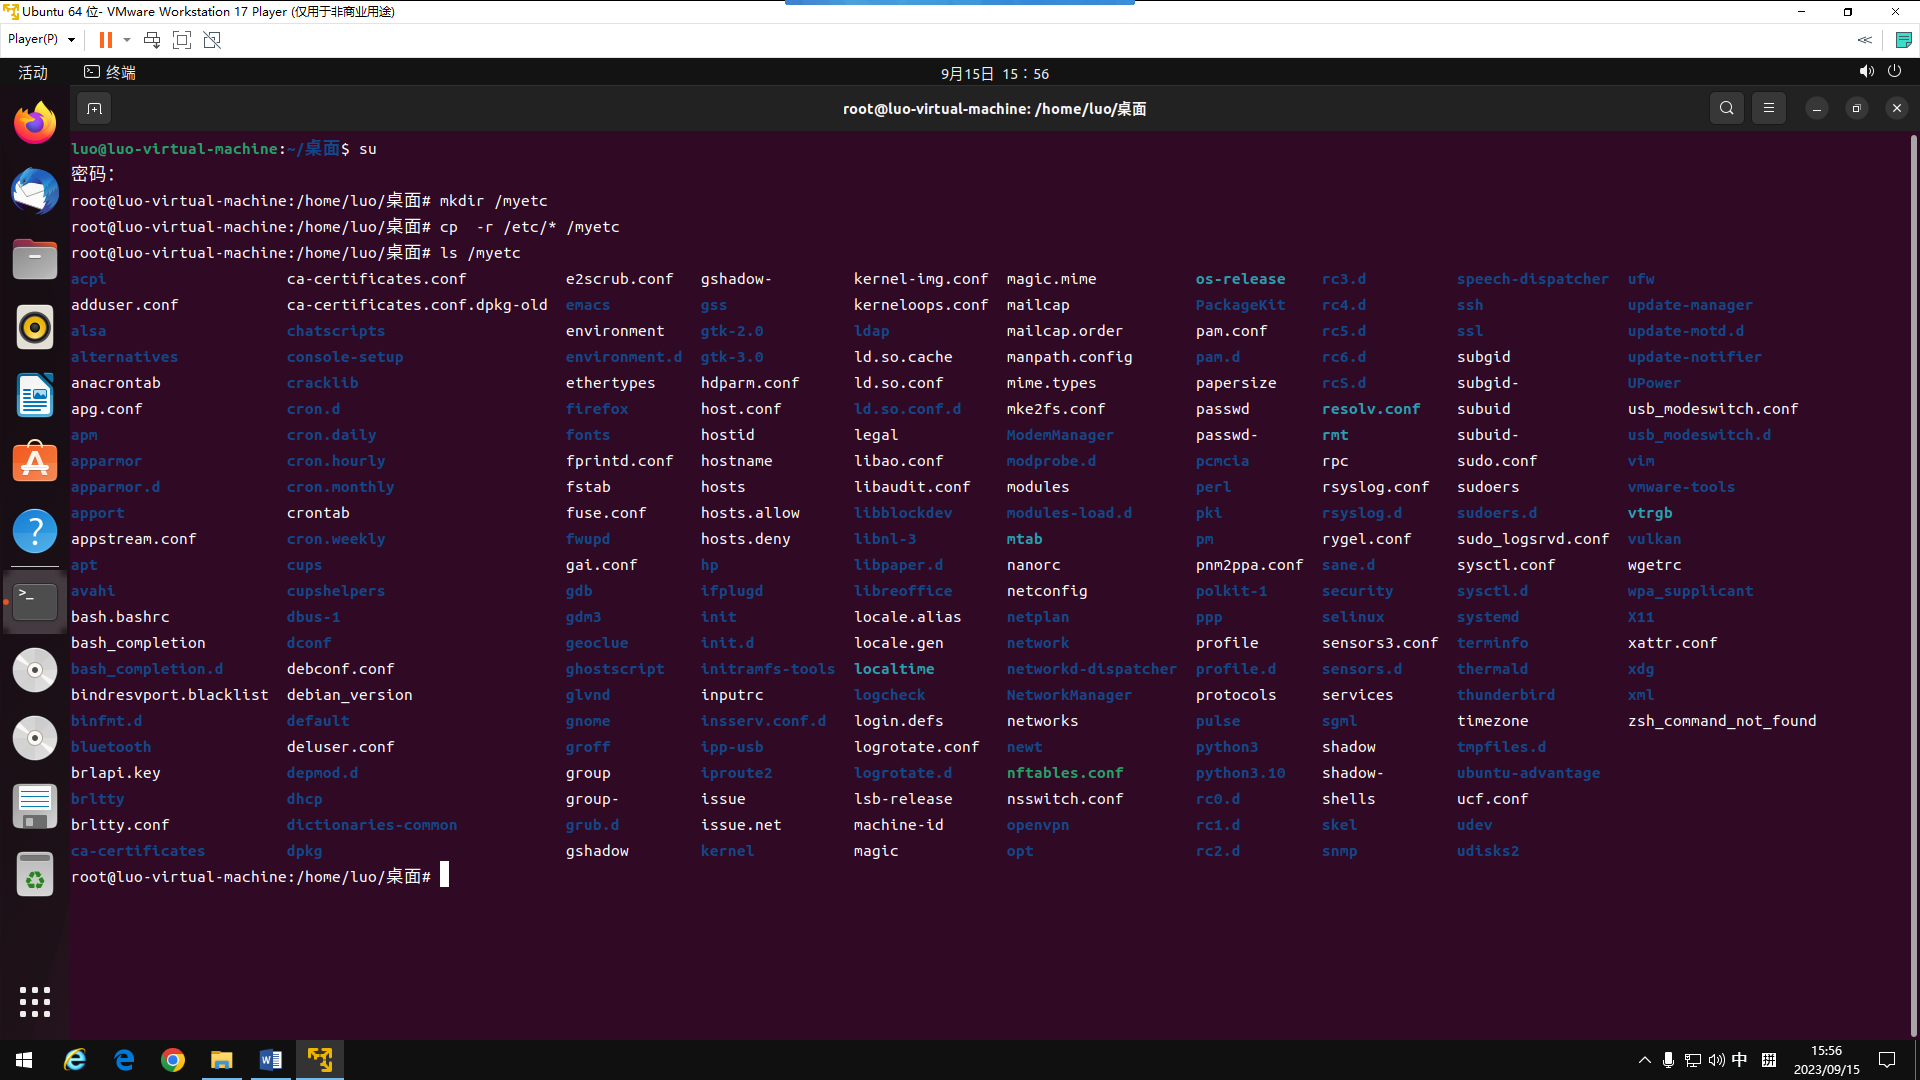 Ubuntu 64 位- VMware Workstation 17 Player (仅用于非商业用途)
Player(P)
活动 终端 9月15日 15：56
root@luo-virtual-machine: /home/luo/桌面
luo@luo-virtual-machine:~/桌面$ su
密码：
root@luo-virtual-machine:/home/luo/桌面# mkdir /myetc
root@luo-virtual-machine:/home/luo/桌面# cp  -r /etc/* /myetc
root@luo-virtual-machine:/home/luo/桌面# ls /myetc
acpi ca-certificates.conf e2scrub.conf gshadow- kernel-img.conf magic.mime os-release rc3.d speech-dispatcher ufw
adduser.conf ca-certificates.conf.dpkg-old emacs gss kerneloops.conf mailcap PackageKit rc4.d ssh update-manager
alsa chatscripts environment gtk-2.0 ldap mailcap.order pam.conf rc5.d ssl update-motd.d
alternatives console-setup environment.d gtk-3.0 ld.so.cache manpath.config pam.d rc6.d subgid update-notifier
anacrontab cracklib ethertypes hdparm.conf ld.so.conf mime.types papersize rcS.d subgid- UPower
apg.conf cron.d firefox host.conf ld.so.conf.d mke2fs.conf passwd resolv.conf subuid usb_modeswitch.conf
apm cron.daily fonts hostid legal ModemManager passwd- rmt subuid- usb_modeswitch.d
apparmor cron.hourly fprintd.conf hostname libao.conf modprobe.d pcmcia rpc sudo.conf vim
apparmor.d cron.monthly fstab hosts libaudit.conf modules perl rsyslog.conf sudoers vmware-tools
apport crontab fuse.conf hosts.allow libblockdev modules-load.d pki rsyslog.d sudoers.d vtrgb
appstream.conf cron.weekly fwupd hosts.deny libnl-3 mtab pm rygel.conf sudo_logsrvd.conf vulkan
apt cups gai.conf hp libpaper.d nanorc pnm2ppa.conf sane.d sysctl.conf wgetrc
avahi cupshelpers gdb ifplugd libreoffice netconfig polkit-1 security sysctl.d wpa_supplicant
bash.bashrc dbus-1 gdm3 init locale.alias netplan ppp selinux systemd X11
bash_completion dconf geoclue init.d locale.gen network profile sensors3.conf terminfo xattr.conf
bash_completion.d debconf.conf ghostscript initramfs-tools localtime networkd-dispatcher profile.d sensors.d thermald xdg
bindresvport.blacklist debian_version glvnd inputrc logcheck NetworkManager protocols services thunderbird xml
binfmt.d default gnome insserv.conf.d login.defs networks pulse sgml timezone zsh_command_not_found
bluetooth deluser.conf groff ipp-usb logrotate.conf newt python3 shadow tmpfiles.d
brlapi.key depmod.d group iproute2 logrotate.d nftables.conf python3.10 shadow- ubuntu-advantage
brltty dhcp group- issue lsb-release nsswitch.conf rc0.d shells ucf.conf
brltty.conf dictionaries-common grub.d issue.net machine-id openvpn rc1.d skel udev
ca-certificates dpkg gshadow kernel magic opt rc2.d snmp udisks2
root@luo-virtual-machine:/home/luo/桌面#
中 15:56
2023/09/15